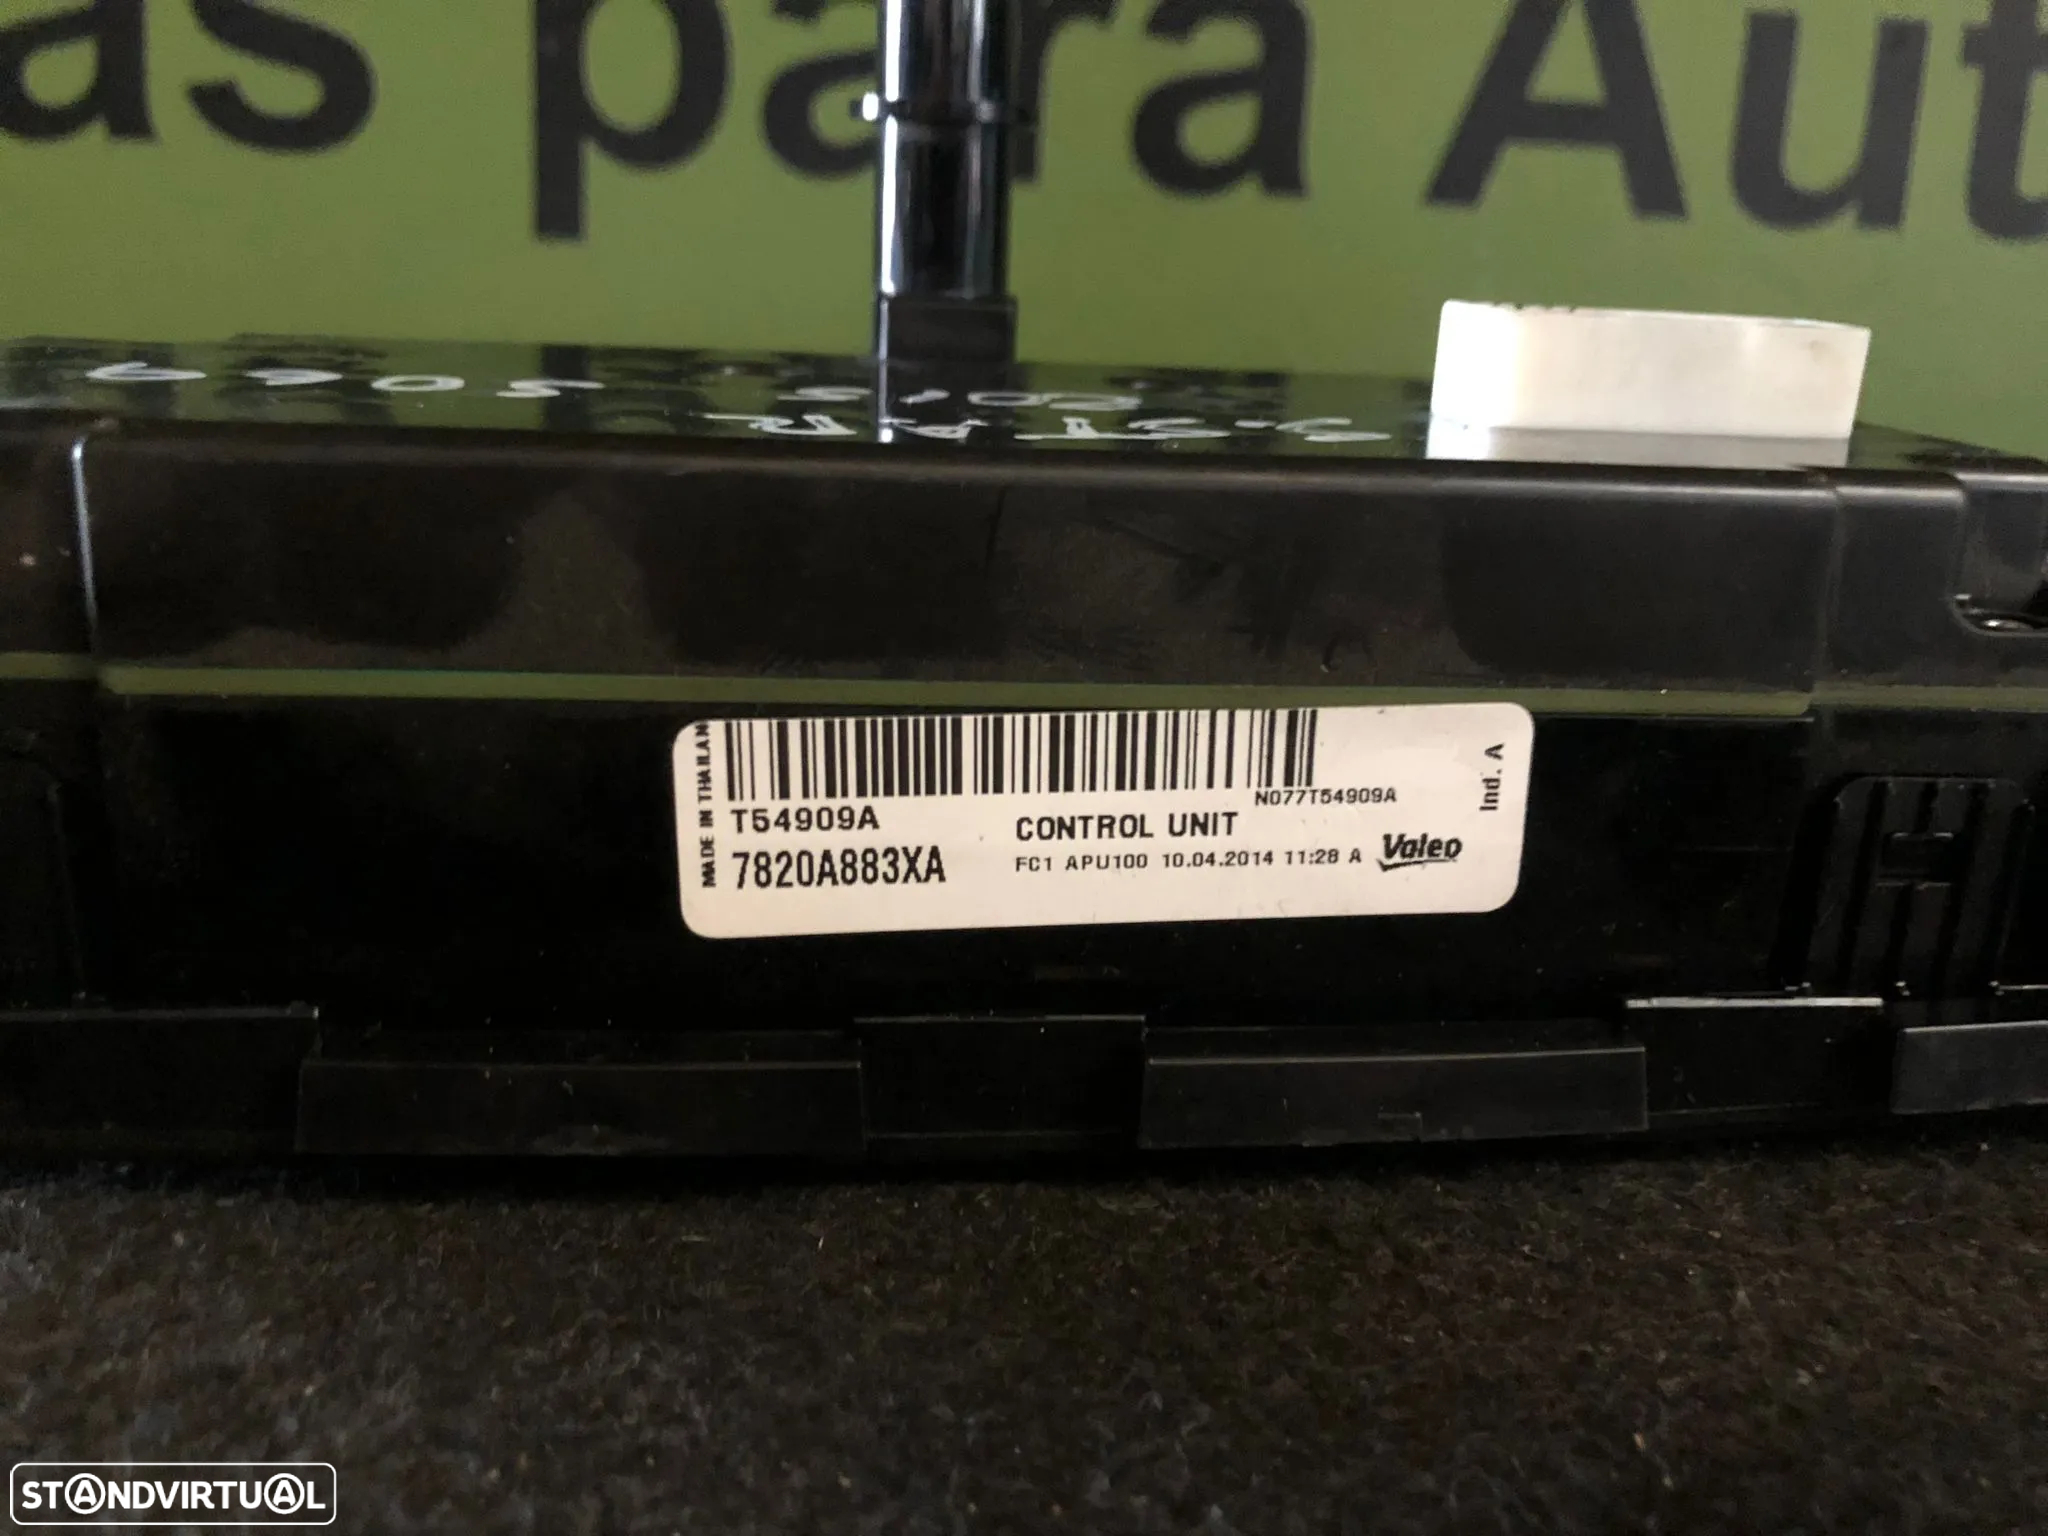 as para Aut
MADE IN THAILAN
T54909A
7820A883XA
CONTROL UNIT
N077T54909A
FC1 APU100 10.04.2014 11:28 A
Valeo
Ind. A
STANDVIRTUAL